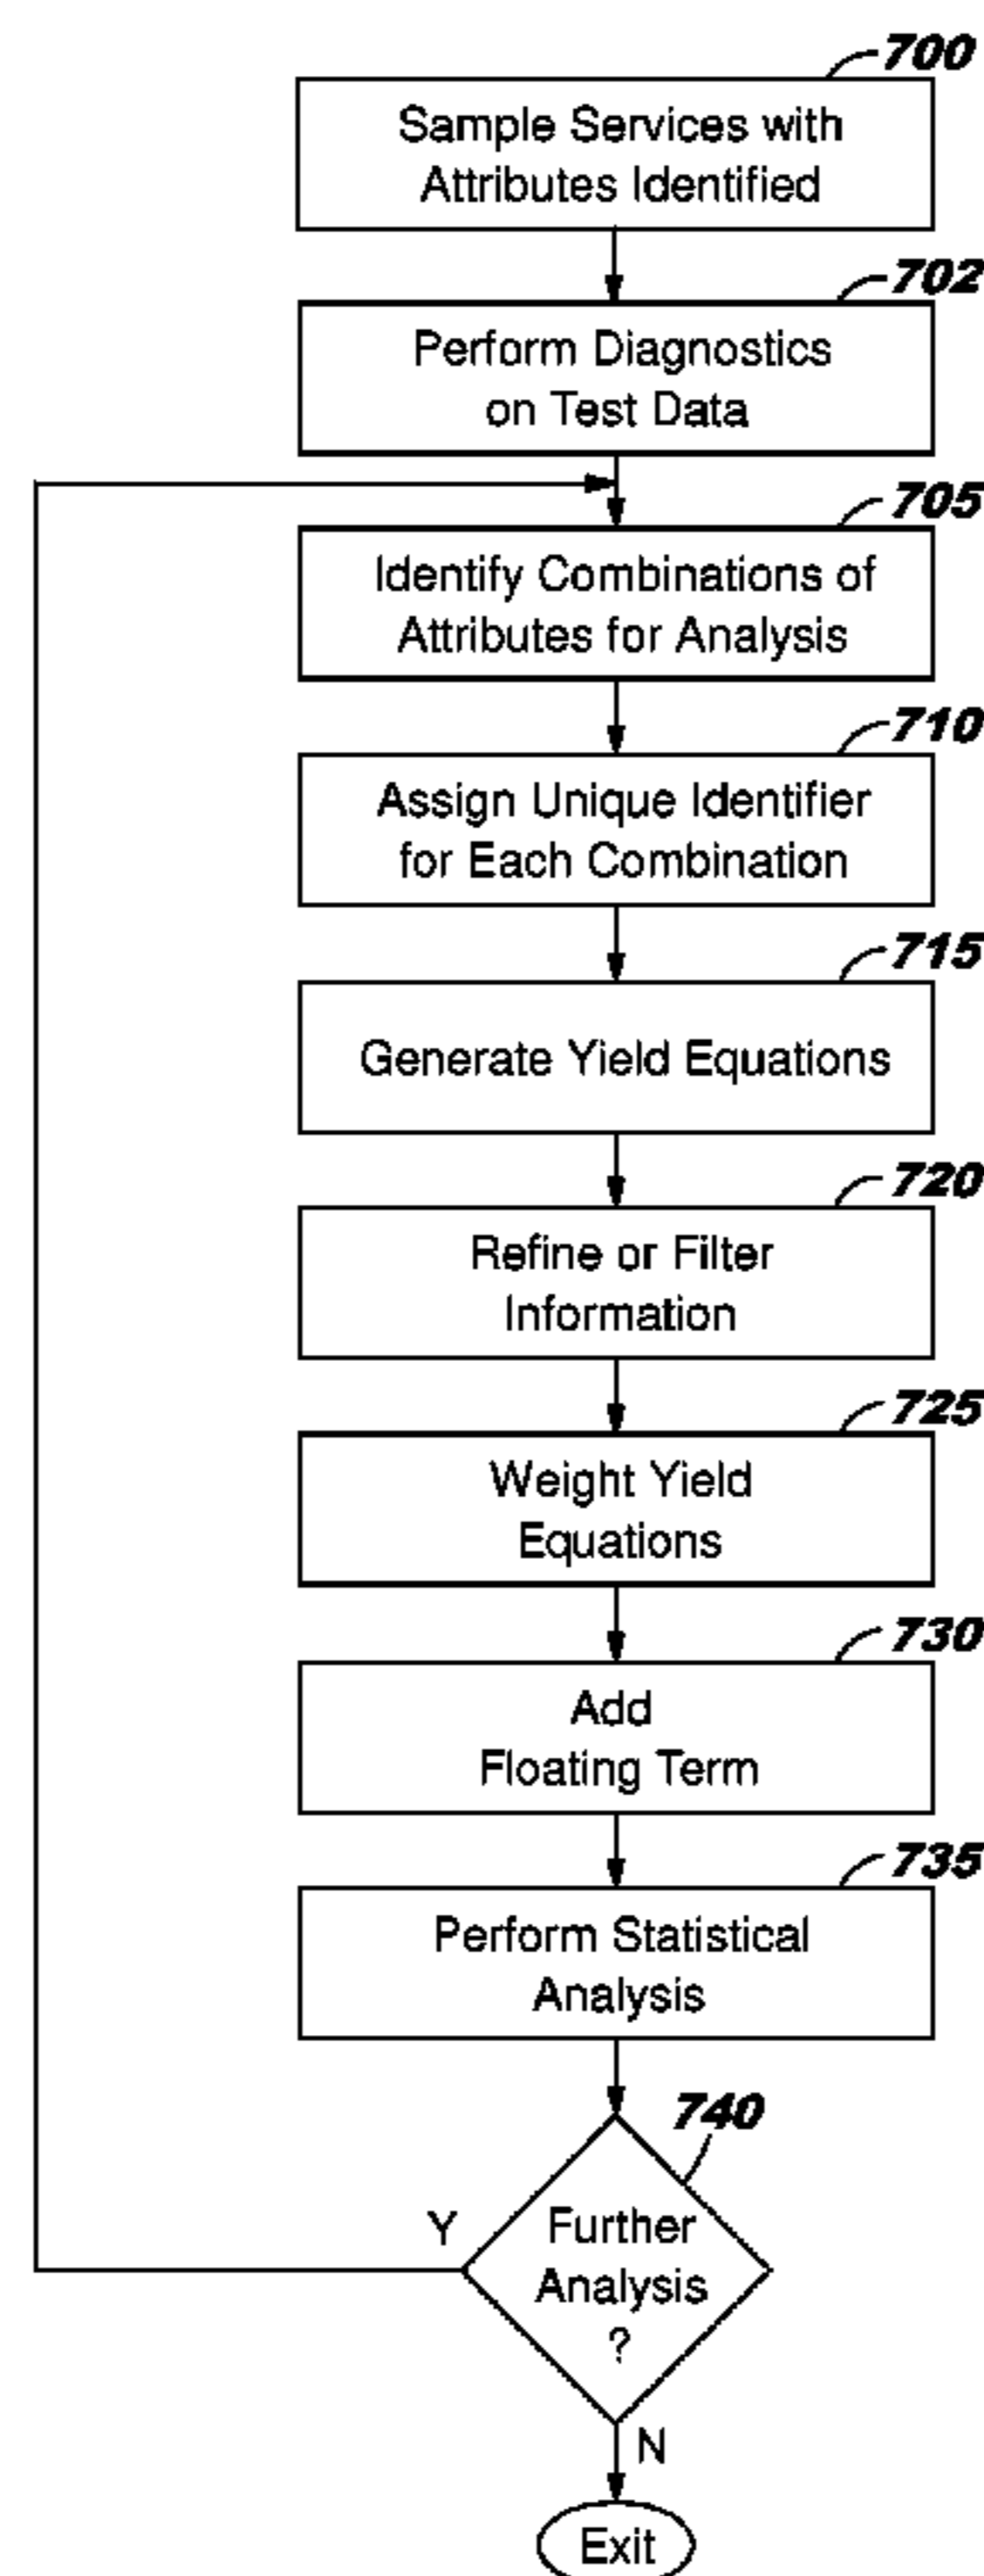 700
Sample Services with
Attributes Identified
702
Perform Diagnostics
on Test Data
705
Identify Combinations of
Attributes for Analysis
710
Assign Unique Identifier
for Each Combination
715
Generate Yield Equations
720
Refine or Filter
Information
725
Weight Yield
Equations
730
Add
Floating Term
735
Perform Statistical
Analysis
740
Further
Analysis
?
Y
N
Exit